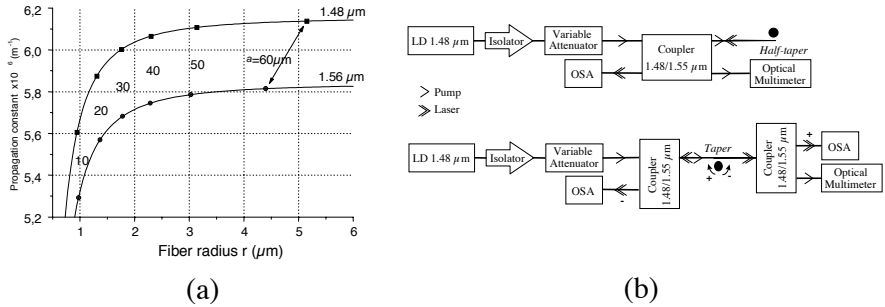 6,2
6,0
5,8
5,6
5,4
5,2
Propagation constant x10^6 (m^-1)
1.48 µm
1.56 µm
a=60µm
50
40
30
20
10
1 2 3 4 5 6
Fiber radius r (µm)
(a)
LD 1.48 µm
Isolator
Variable
Attenuator
Coupler
1.48/1.55 µm
Half-taper
OSA
Optical
Multimeter
Pump
Laser
LD 1.48 µm
Isolator
Variable
Attenuator
OSA
-
Coupler
1.48/1.55 µm
Taper
+ -
Coupler
1.48/1.55 µm
+
OSA
Optical
Multimeter
(b)